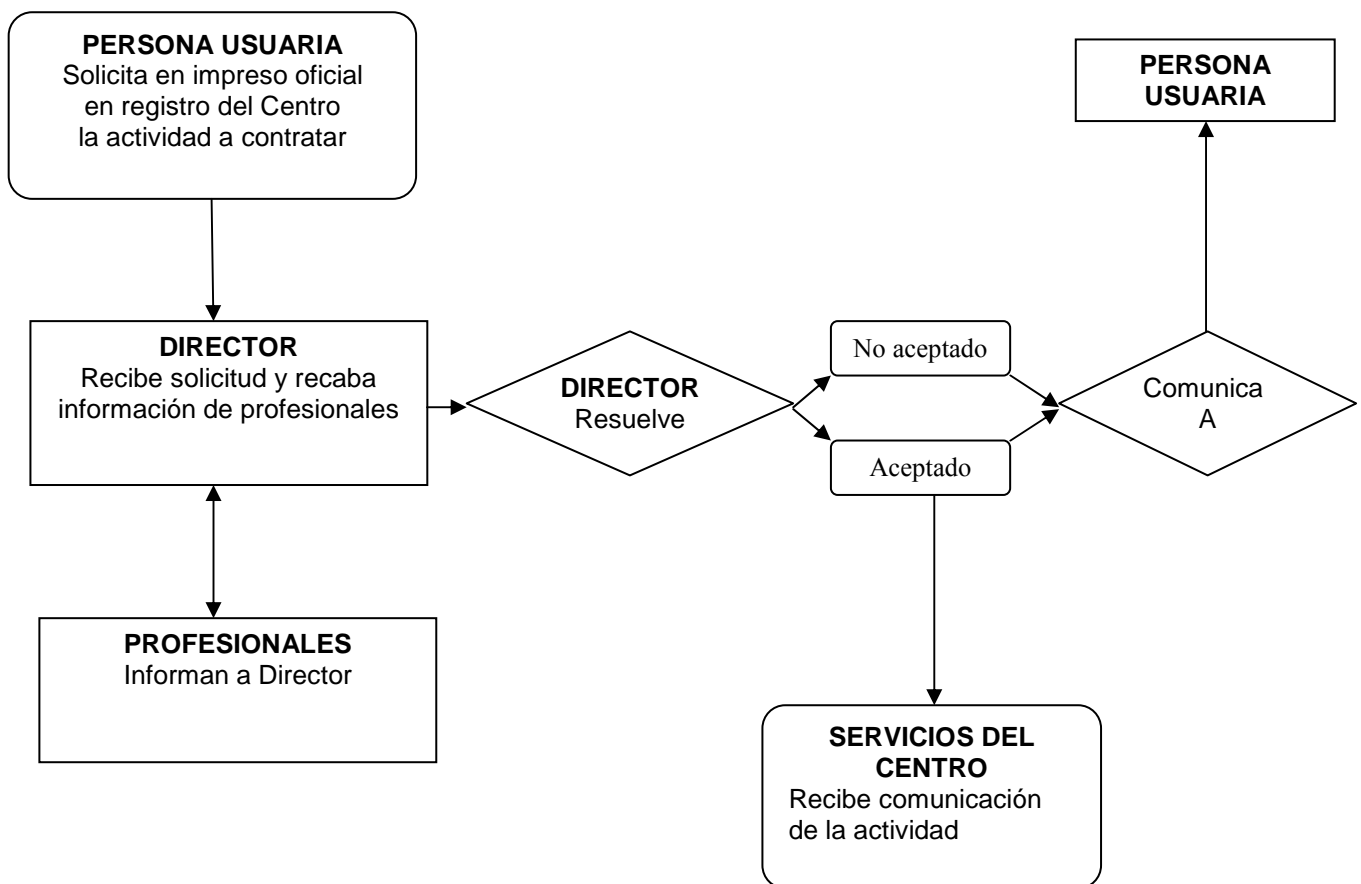 PERSONA USUARIA
Solicita en impreso oficial
en registro del Centro
la actividad a contratar
PERSONA
USUARIA
DIRECTOR
Recibe solicitud y recaba
información de profesionales
DIRECTOR
Resuelve
No aceptado
Aceptado
Comunica
A
PROFESIONALES
Informan a Director
SERVICIOS DEL
CENTRO
Recibe comunicación
de la actividad